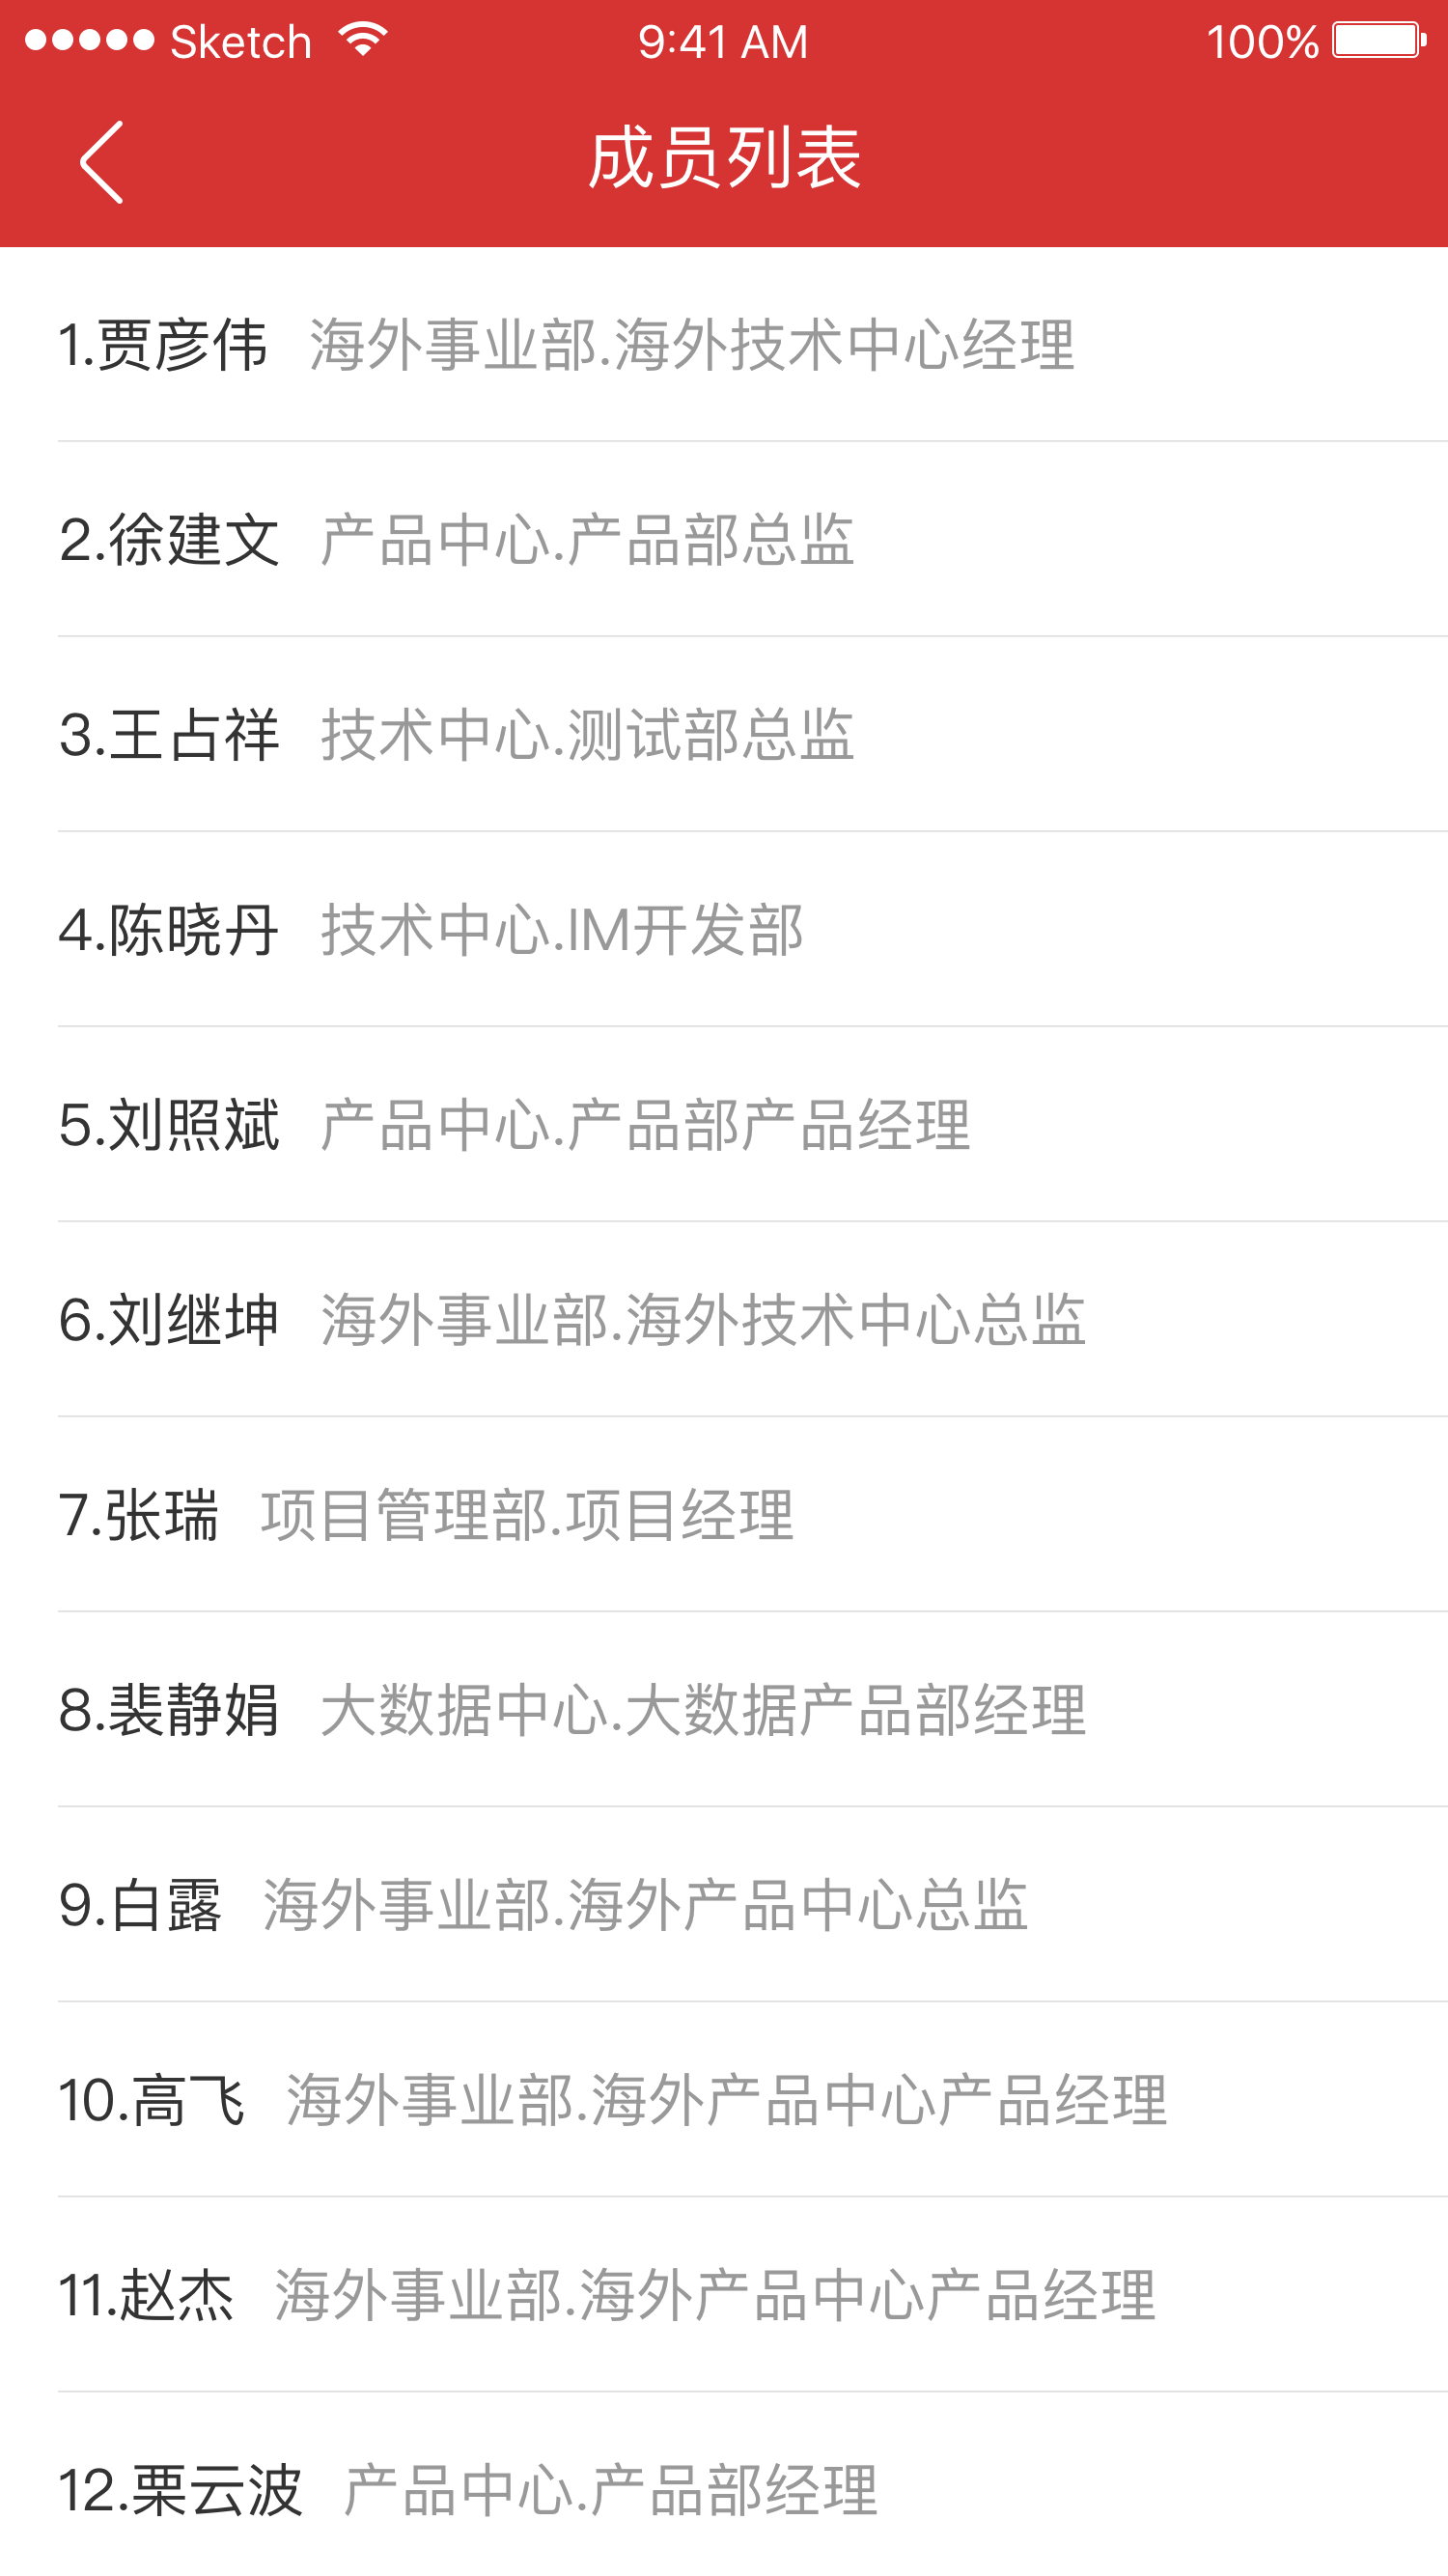 Sketch 9:41 AM 100%
成员列表
1.贾彦伟 海外事业部.海外技术中心经理
2.徐建文 产品中心.产品部总监
3.王占祥 技术中心.测试部总监
4.陈晓丹 技术中心.IM开发部
5.刘照斌 产品中心.产品部产品经理
6.刘继坤 海外事业部.海外技术中心总监
7.张瑞 项目管理部.项目经理
8.裴静娟 大数据中心.大数据产品部经理
9.白露 海外事业部.海外产品中心总监
10.高飞 海外事业部.海外产品中心产品经理
11.赵杰 海外事业部.海外产品中心产品经理
12.栗云波 产品中心.产品部经理